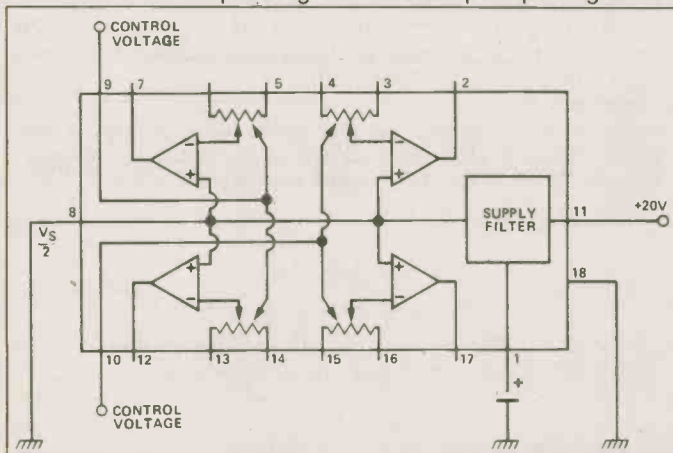 CONTROL
VOLTAGE
9 7 5 4 3 2
- -
+ +
8
V_S
2
SUPPLY
FILTER
11
+20V
+ +
- -
18
10 12 13 14 15 16 17 1
+
CONTROL
VOLTAGE